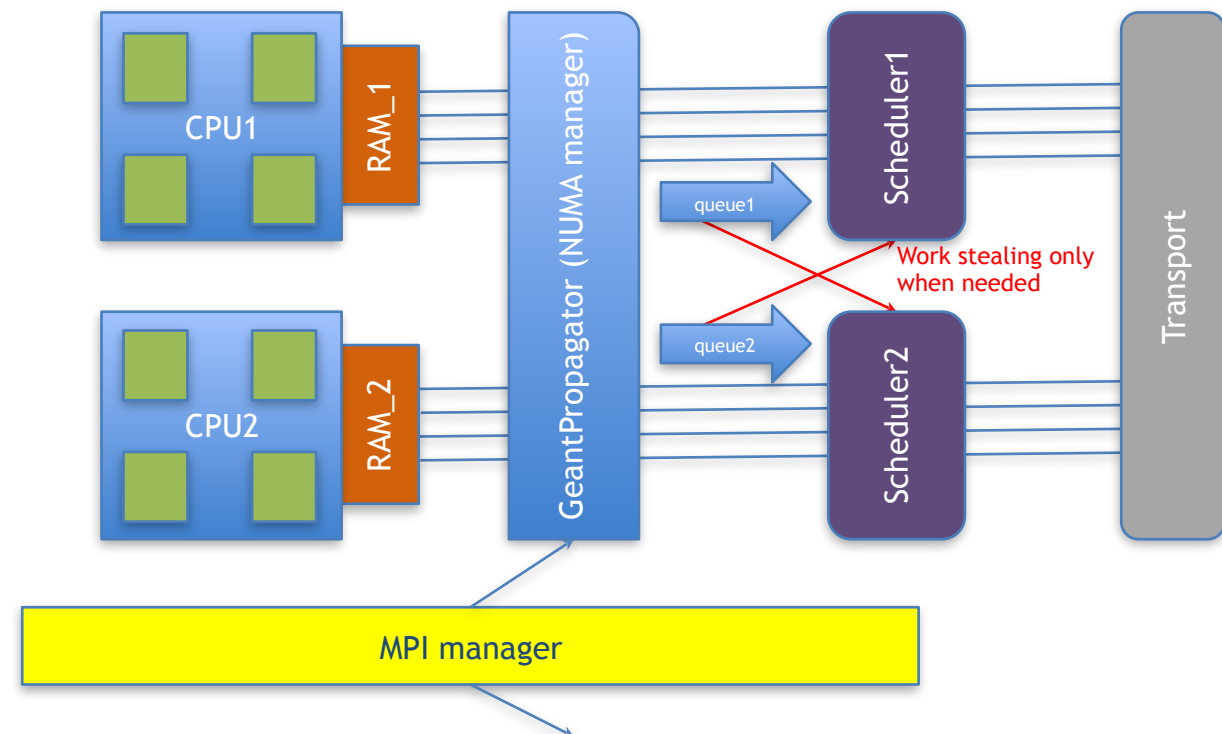 CPU1
RAM_1
GeantPropagator (NUMA manager)
queue1
Scheduler1
Work stealing only
when needed
Transport
CPU2
RAM_2
queue2
Scheduler2
MPI manager